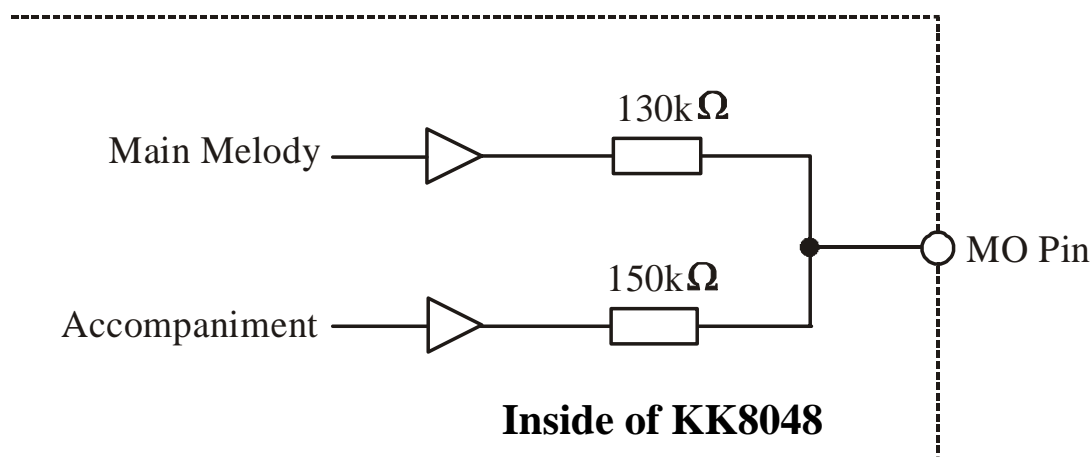 130kΩ
Main Melody
MO Pin
150kΩ
Accompaniment
Inside of KK8048